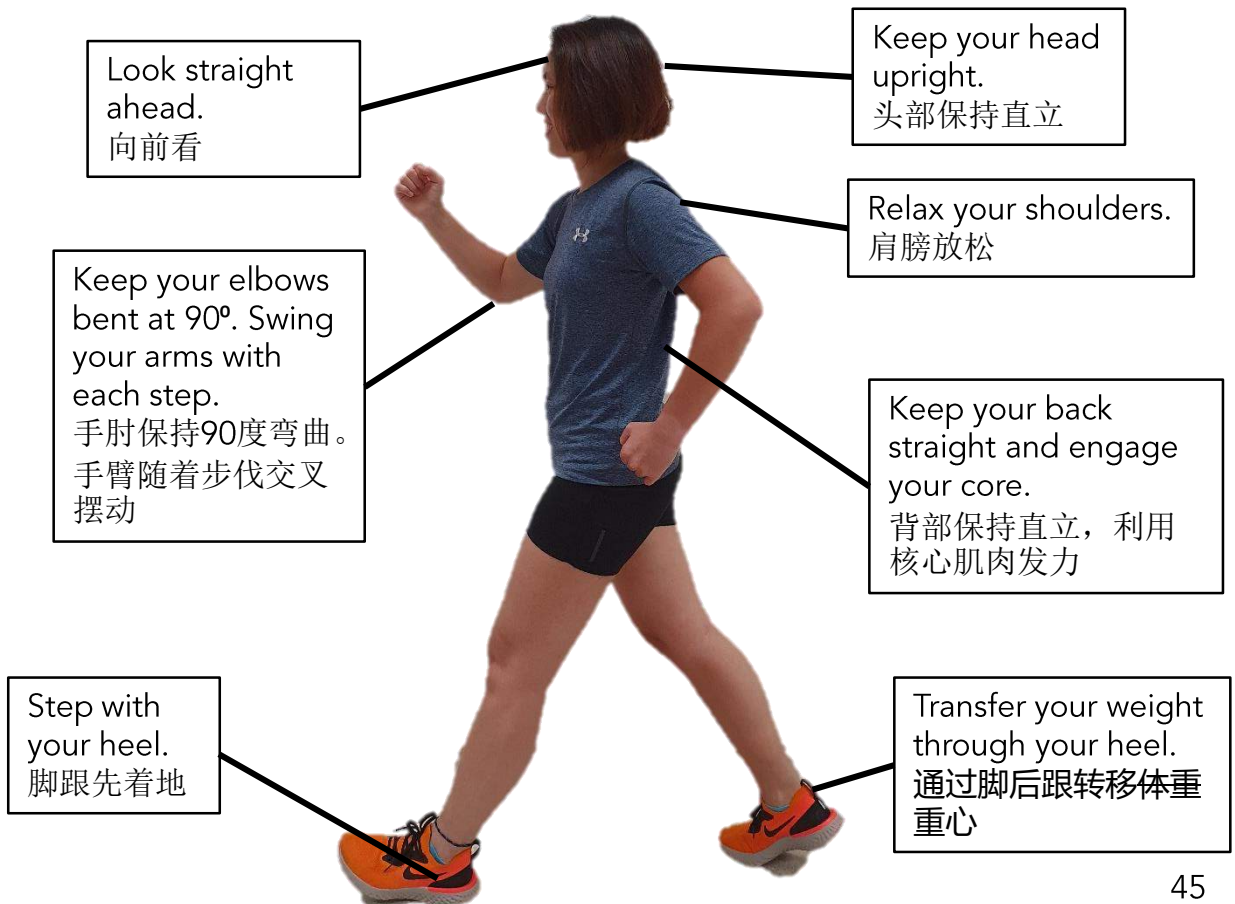 Look straight
ahead.
向前看
Keep your head
upright.
头部保持直立
Relax your shoulders.
肩膀放松
Keep your elbows
bent at 90º. Swing
your arms with
each step.
手肘保持90度弯曲。
手臂随着步伐交叉
摆动
Keep your back
straight and engage
your core.
背部保持直立，利用
核心肌肉发力
Step with
your heel.
脚跟先着地
Transfer your weight
through your heel.
通过脚后跟转移体重
重心
45